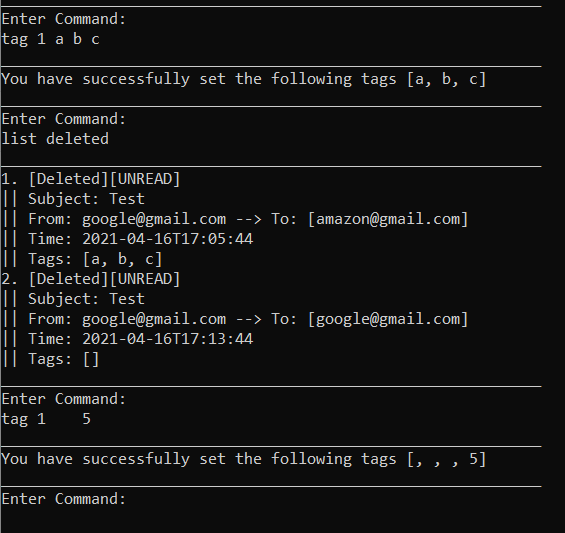 Enter Command:
tag 1 a b c
You have successfully set the following tags [a, b, c]
Enter Command:
list deleted
1. [Deleted][UNREAD]
|| Subject: Test
|| From: google@gmail.com --> To: [amazon@gmail.com]
|| Time: 2021-04-16T17:05:44
|| Tags: [a, b, c]
2. [Deleted][UNREAD]
|| Subject: Test
|| From: google@gmail.com --> To: [google@gmail.com]
|| Time: 2021-04-16T17:13:44
|| Tags: []
Enter Command:
tag 1    5
You have successfully set the following tags [, , , 5]
Enter Command: